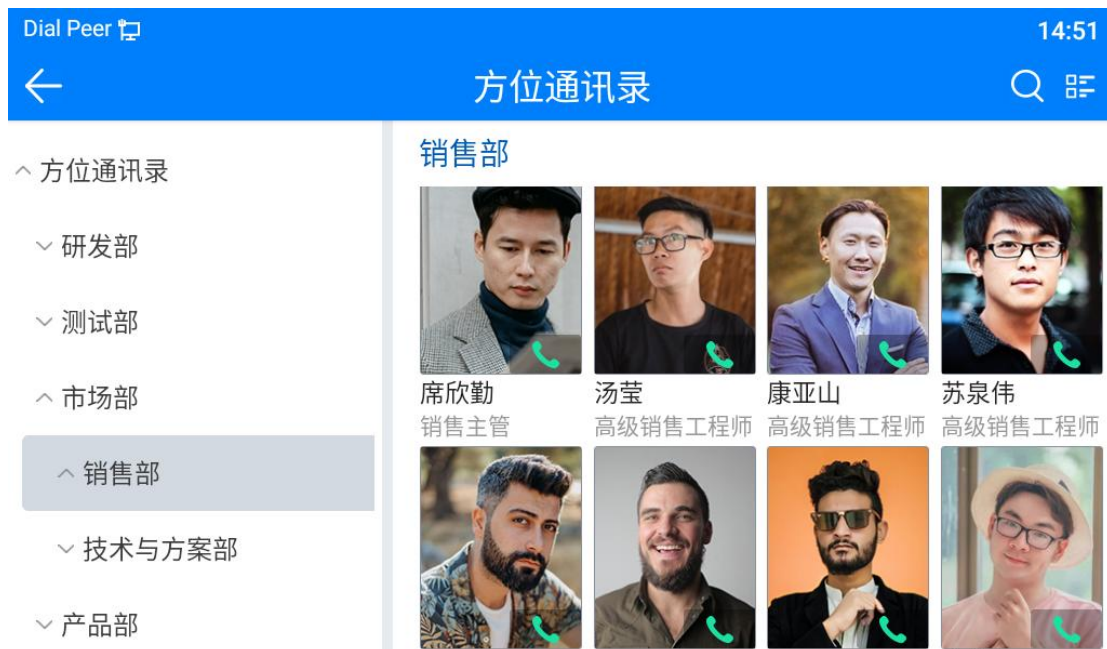 Dial Peer
14:51
方位通讯录
方位通讯录
研发部
测试部
市场部
销售部
技术与方案部
产品部
销售部
席欣勤
销售主管
汤莹
高级销售工程师
康亚山
高级销售工程师
苏泉伟
高级销售工程师